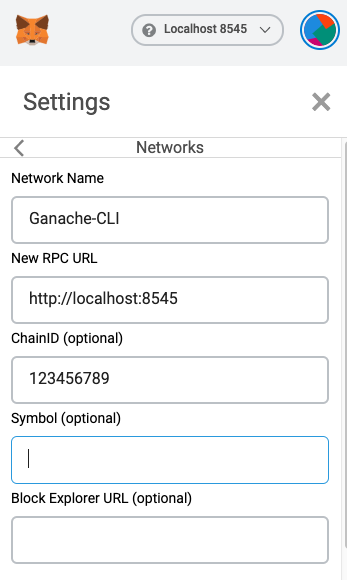 Localhost 8545
Settings
Networks
Network Name
Ganache-CLI
New RPC URL
http://localhost:8545
ChainID (optional)
123456789
Symbol (optional)
Block Explorer URL (optional)